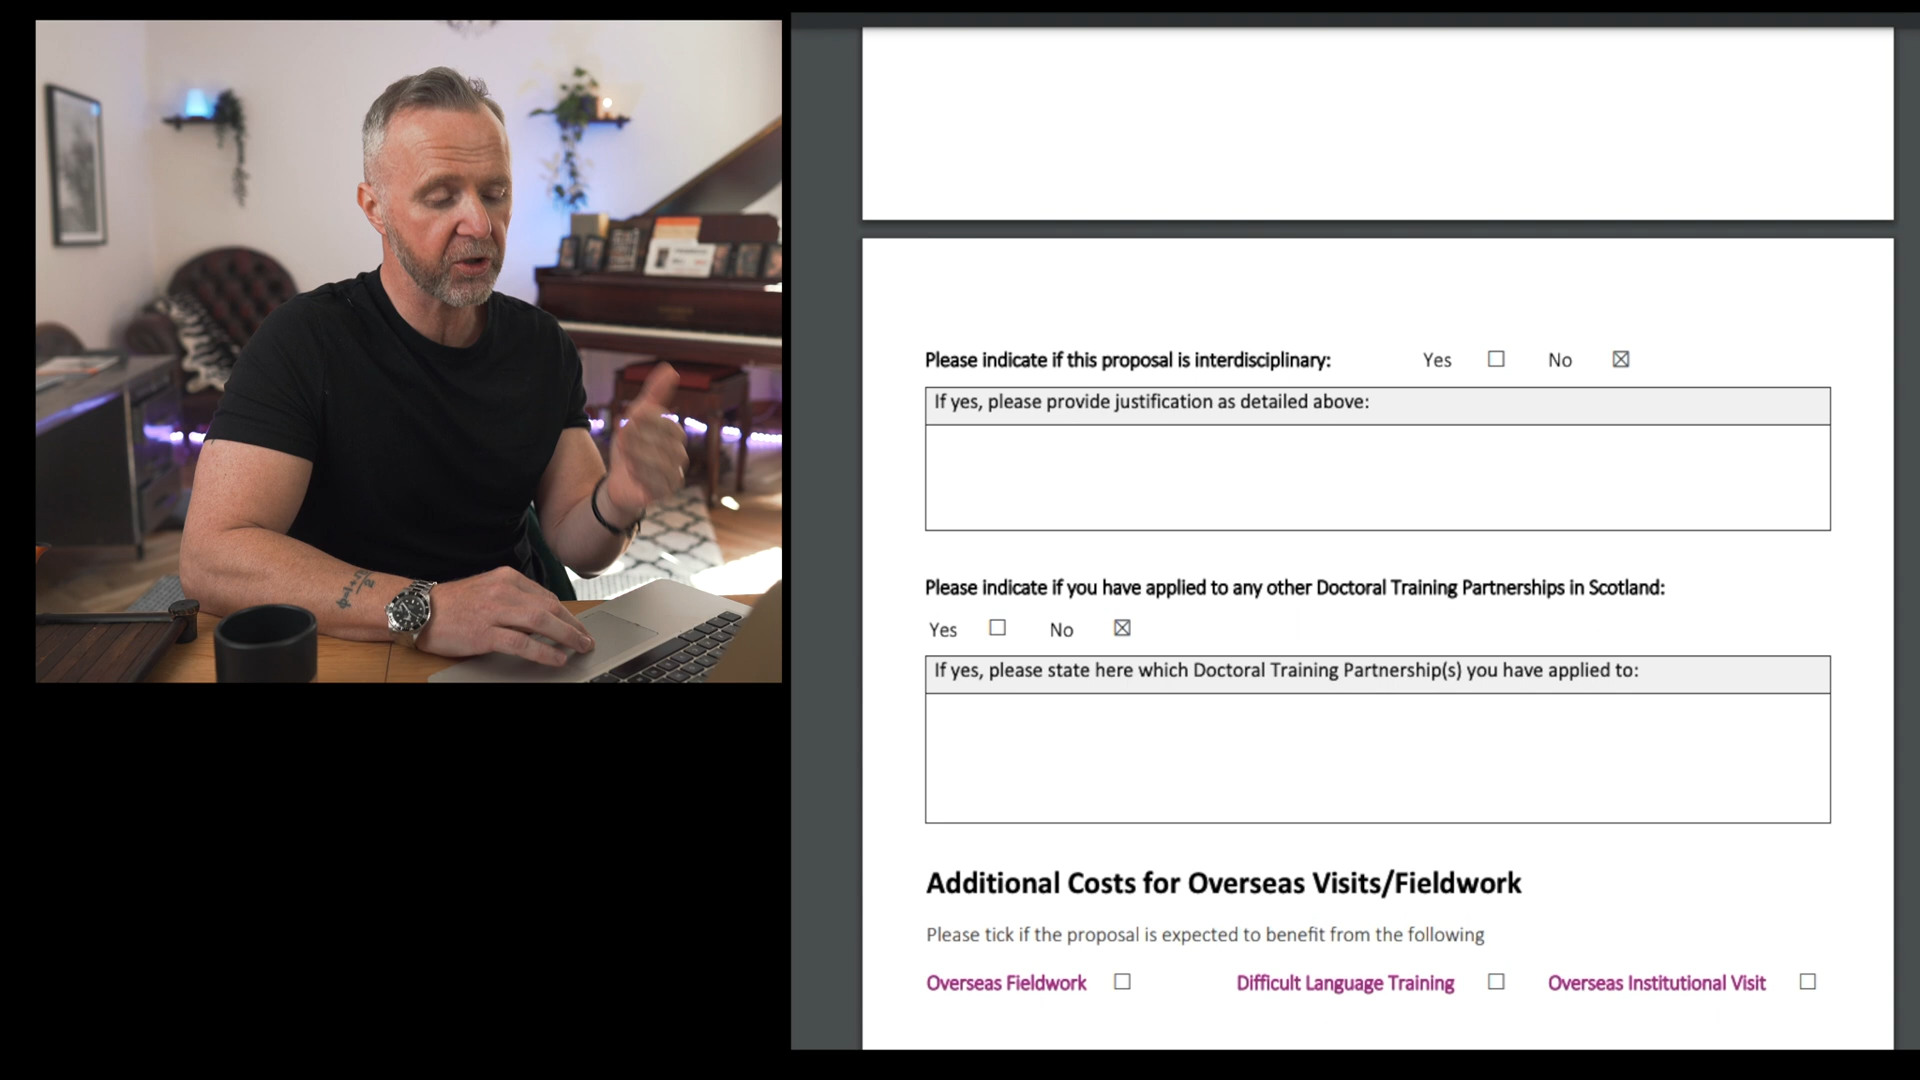 Please indicate if this proposal is interdisciplinary: Yes ☐ No ☒
If yes, please provide justification as detailed above:
Please indicate if you have applied to any other Doctoral Training Partnerships in Scotland:
Yes ☐ No ☒
If yes, please state here which Doctoral Training Partnership(s) you have applied to:
Additional Costs for Overseas Visits/Fieldwork
Please tick if the proposal is expected to benefit from the following
Overseas Fieldwork ☐ Difficult Language Training ☐ Overseas Institutional Visit ☐